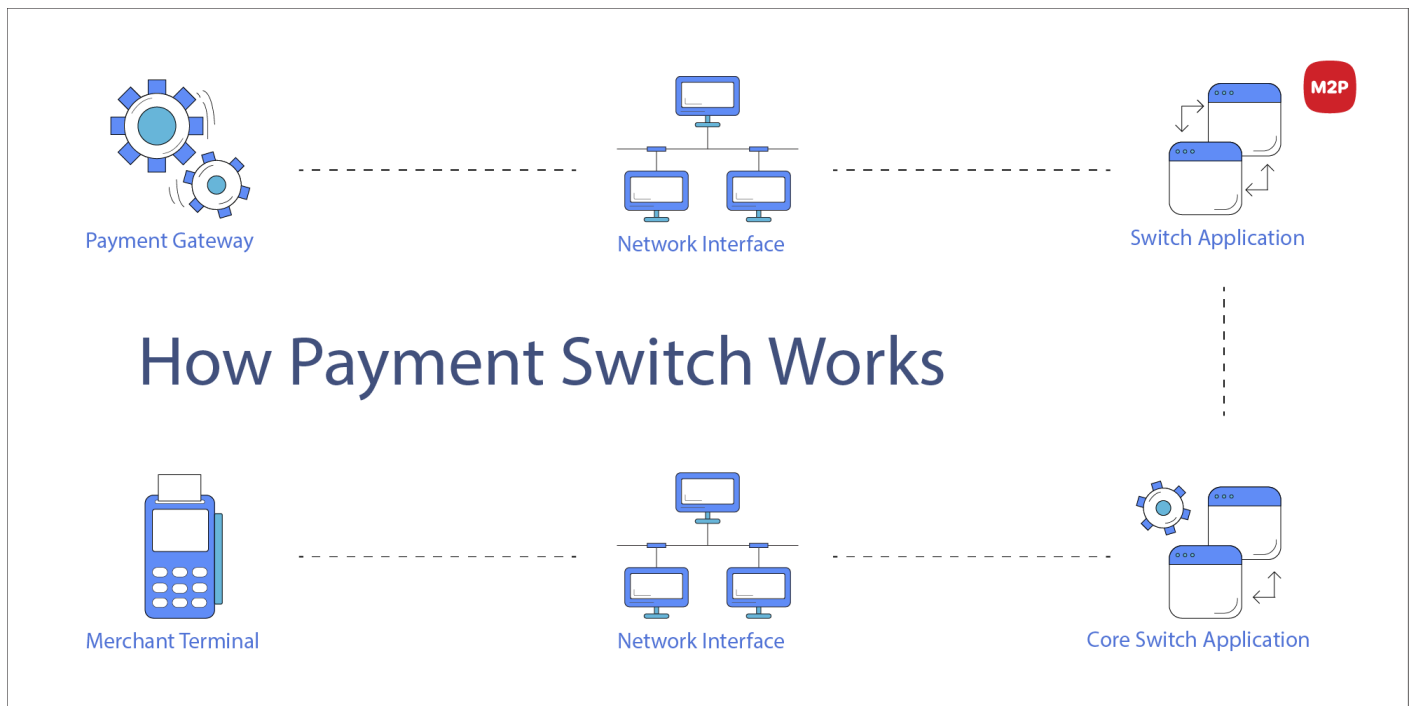 M2P
Payment Gateway
Network Interface
Switch Application
How Payment Switch Works
Merchant Terminal
Network Interface
Core Switch Application